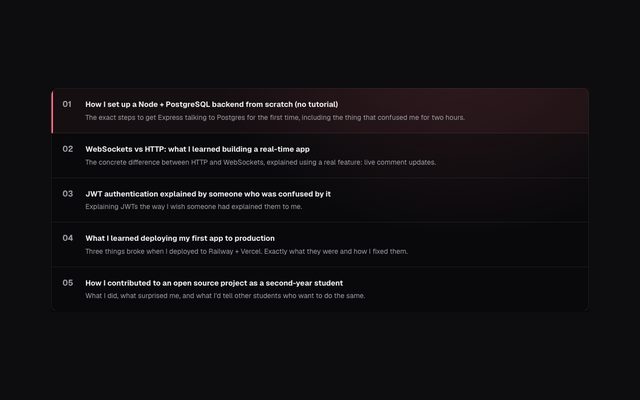 01
How I set up a Node + PostgreSQL backend from scratch (no tutorial)
The exact steps to get Express talking to Postgres for the first time, including the thing that confused me for two hours.
02
WebSockets vs HTTP: what I learned building a real-time app
The concrete difference between HTTP and WebSockets, explained using a real feature: live comment updates.
03
JWT authentication explained by someone who was confused by it
Explaining JWTs the way I wish someone had explained them to me.
04
What I learned deploying my first app to production
Three things broke when I deployed to Railway + Vercel. Exactly what they were and how I fixed them.
05
How I contributed to an open source project as a second-year student
What I did, what surprised me, and what I'd tell other students who want to do the same.